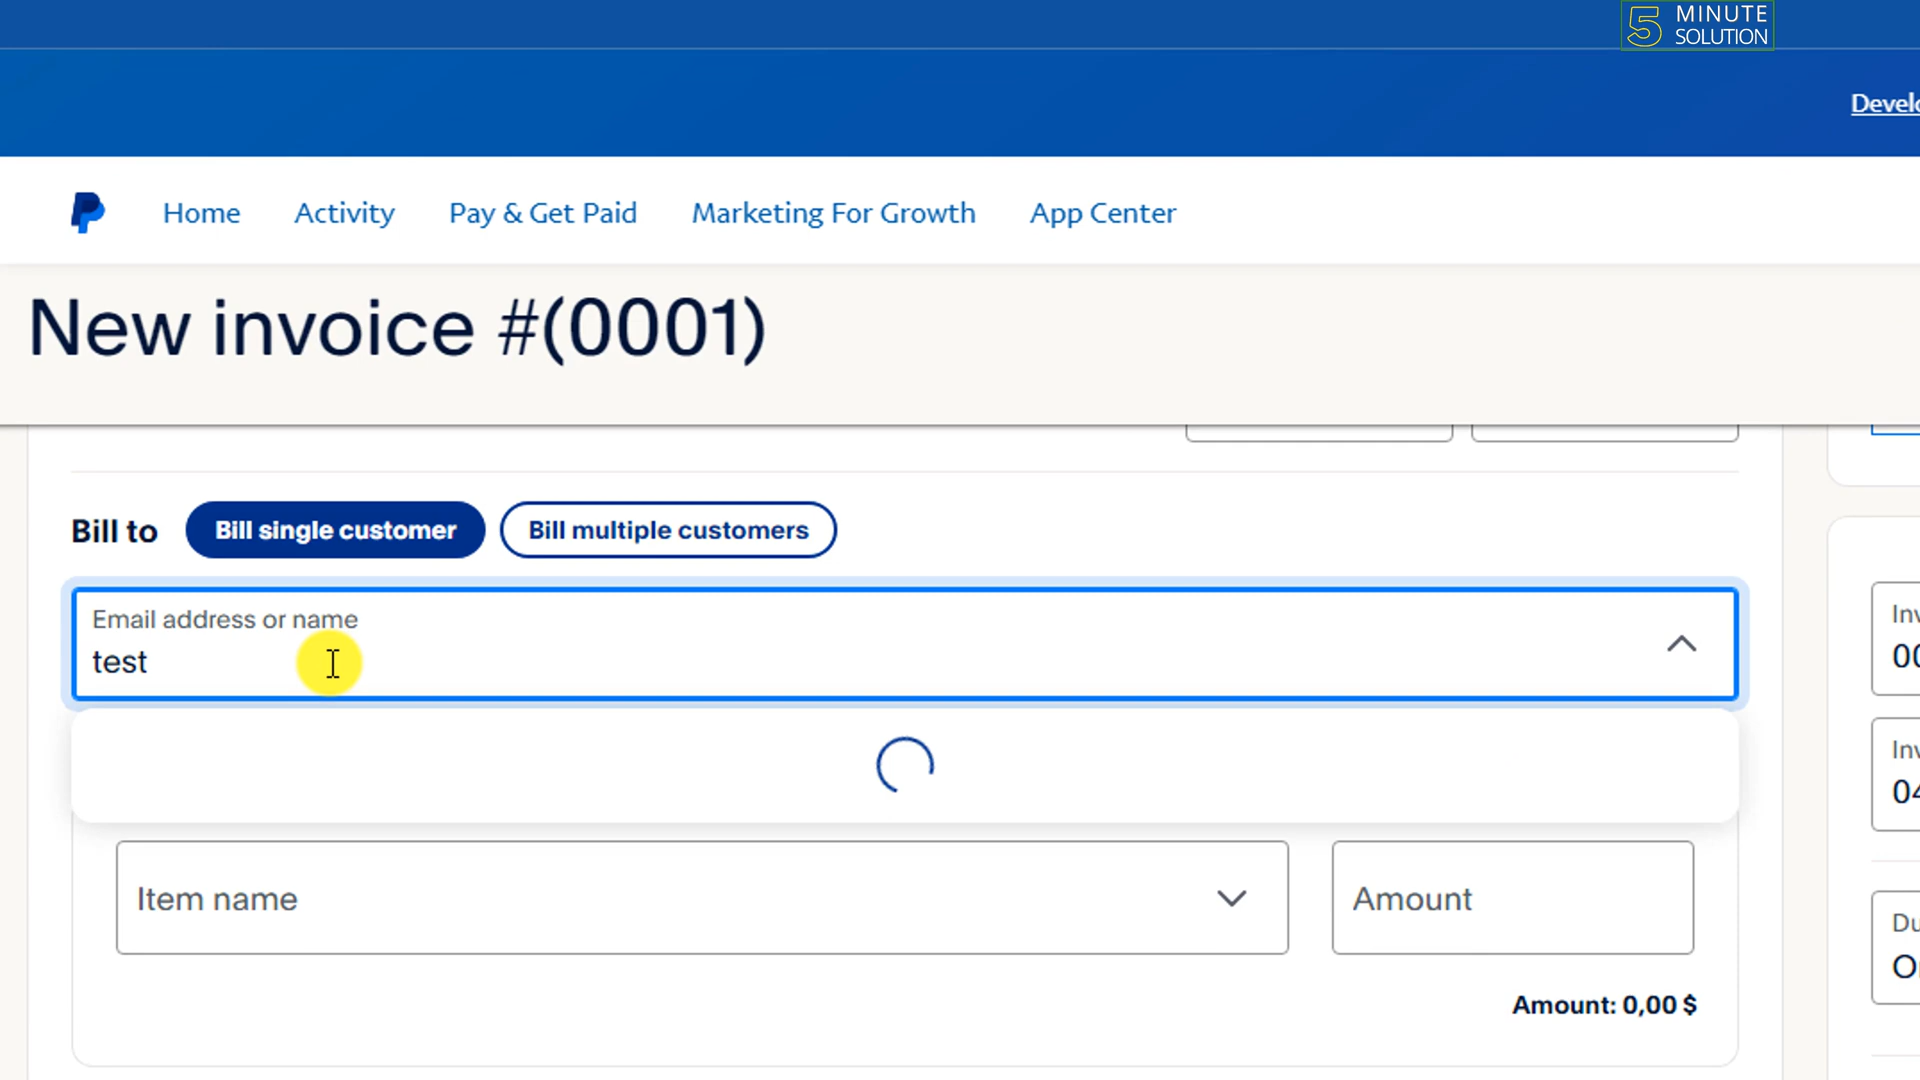 5 MINUTE
SOLUTION
Home Activity Pay & Get Paid Marketing For Growth App Center
New invoice #(0001)
Bill to Bill single customer Bill multiple customers
Email address or name
test
Item name
Amount
Amount: 0,00 $